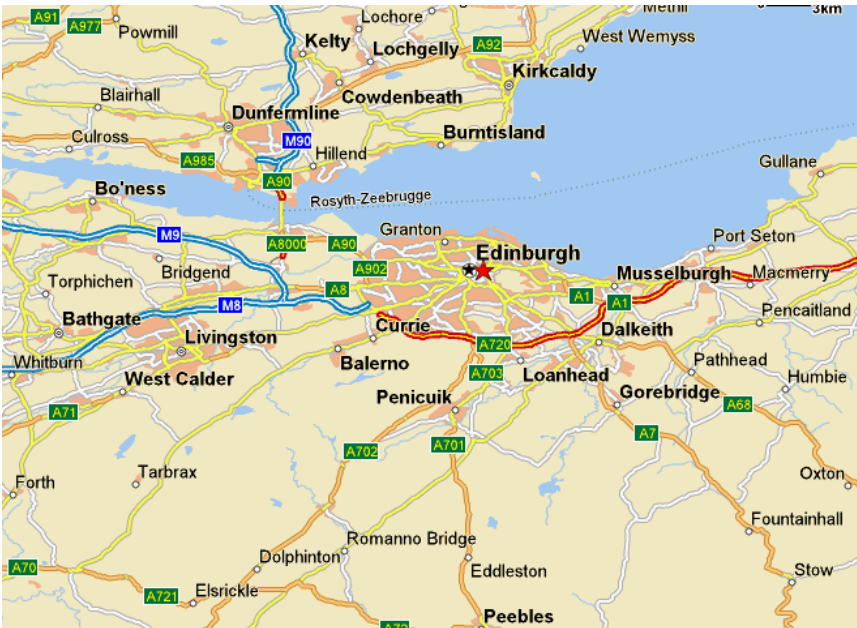 A91
A977
Powmill
Lochore
Methil
3km
Kelty
Lochgelly
A92
West Wemyss
Kirkcaldy
Blairhall
Cowdenbeath
Dunfermline
Culross
M90
Burntisland
A985
Hillend
Gullane
A90
Bo'ness
Rosyth-Zeebrugge
M9
A8000
A90
Granton
Port Seton
Edinburgh
Bridgend
A902
Musselburgh
Macmerry
Torphichen
A8
A1
A1
M8
Bathgate
Pencaitland
Currie
Dalkeith
Livingston
A720
Whitburn
Balerno
Pathhead
West Calder
A703
Loanhead
Humbie
Gorebridge
Penicuik
A68
A71
A7
A702
A701
Tarbrax
Oxton
Forth
Fountainhall
Romanno Bridge
Dolphinton
A70
Eddleston
Stow
A721
Elsrickle
Peebles